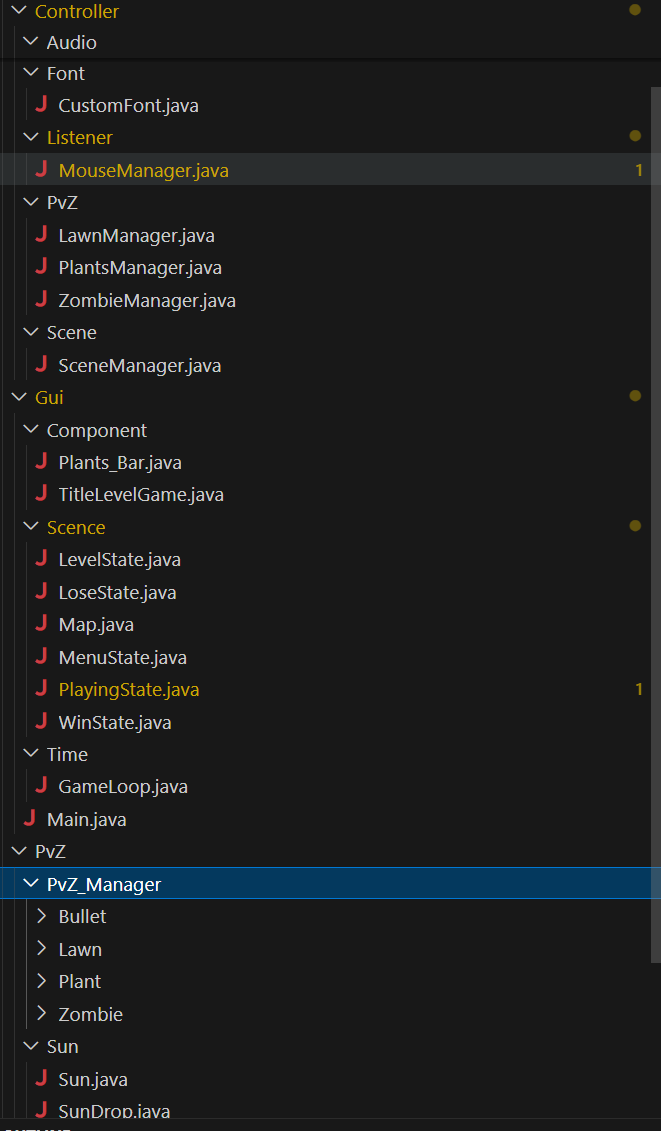 Controller
Audio
Font
J CustomFont.java
Listener
J MouseManager.java 1
PvZ
J LawnManager.java
J PlantsManager.java
J ZombieManager.java
Scene
J SceneManager.java
Gui
Component
J Plants_Bar.java
J TitleLevelGame.java
Scence
J LevelState.java
J LoseState.java
J Map.java
J MenuState.java
J PlayingState.java 1
J WinState.java
Time
J GameLoop.java
J Main.java
PvZ
PvZ_Manager
Bullet
Lawn
Plant
Zombie
Sun
J Sun.java
J SunDrop.java